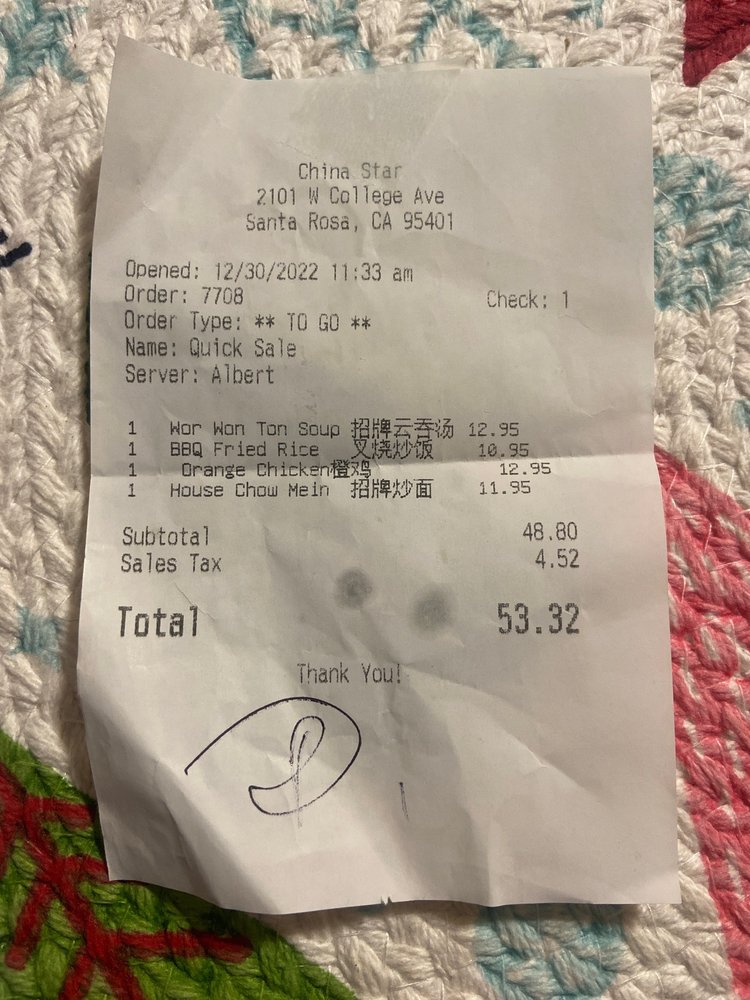 China Star
2101 W College Ave
Santa Rosa, CA 95401
Opened: 12/30/2022 11:33 am
Order: 7708 Check: 1
Order Type: ** TO GO **
Name: Quick Sale
Server: Albert
1 Wor Won Ton Soup 招牌云吞汤 12.95
1 BBQ Fried Rice 叉烧炒饭 10.95
1 Orange Chicken橙鸡 12.95
1 House Chow Mein 招牌炒面 11.95
Subtotal 48.80
Sales Tax 4.52
Total 53.32
Thank You!